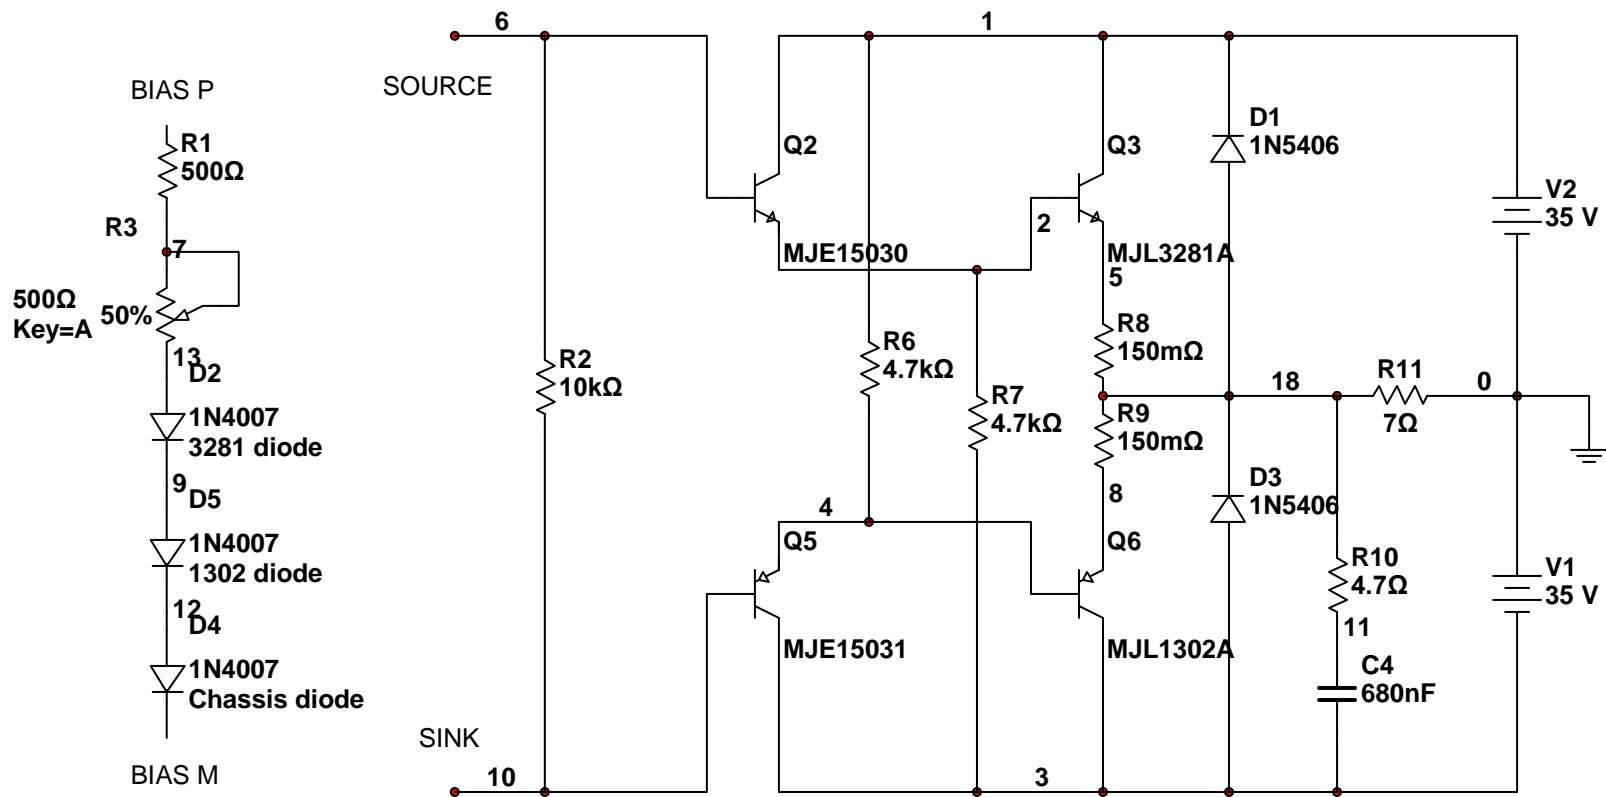 6
1
SOURCE
BIAS P
R1
500Ω
R3
7
500Ω
Key=A
50%
13
D2
1N4007
3281 diode
9
D5
1N4007
1302 diode
12
D4
1N4007
Chassis diode
BIAS M
SINK
10
R2
10kΩ
Q2
MJE15030
R6
4.7kΩ
R7
4.7kΩ
4
Q5
MJE15031
3
Q3
2
MJL3281A
5
R8
150mΩ
R9
150mΩ
8
Q6
MJL1302A
D1
1N5406
18
D3
1N5406
R11
7Ω
0
R10
4.7Ω
11
C4
680nF
V2
35 V
V1
35 V